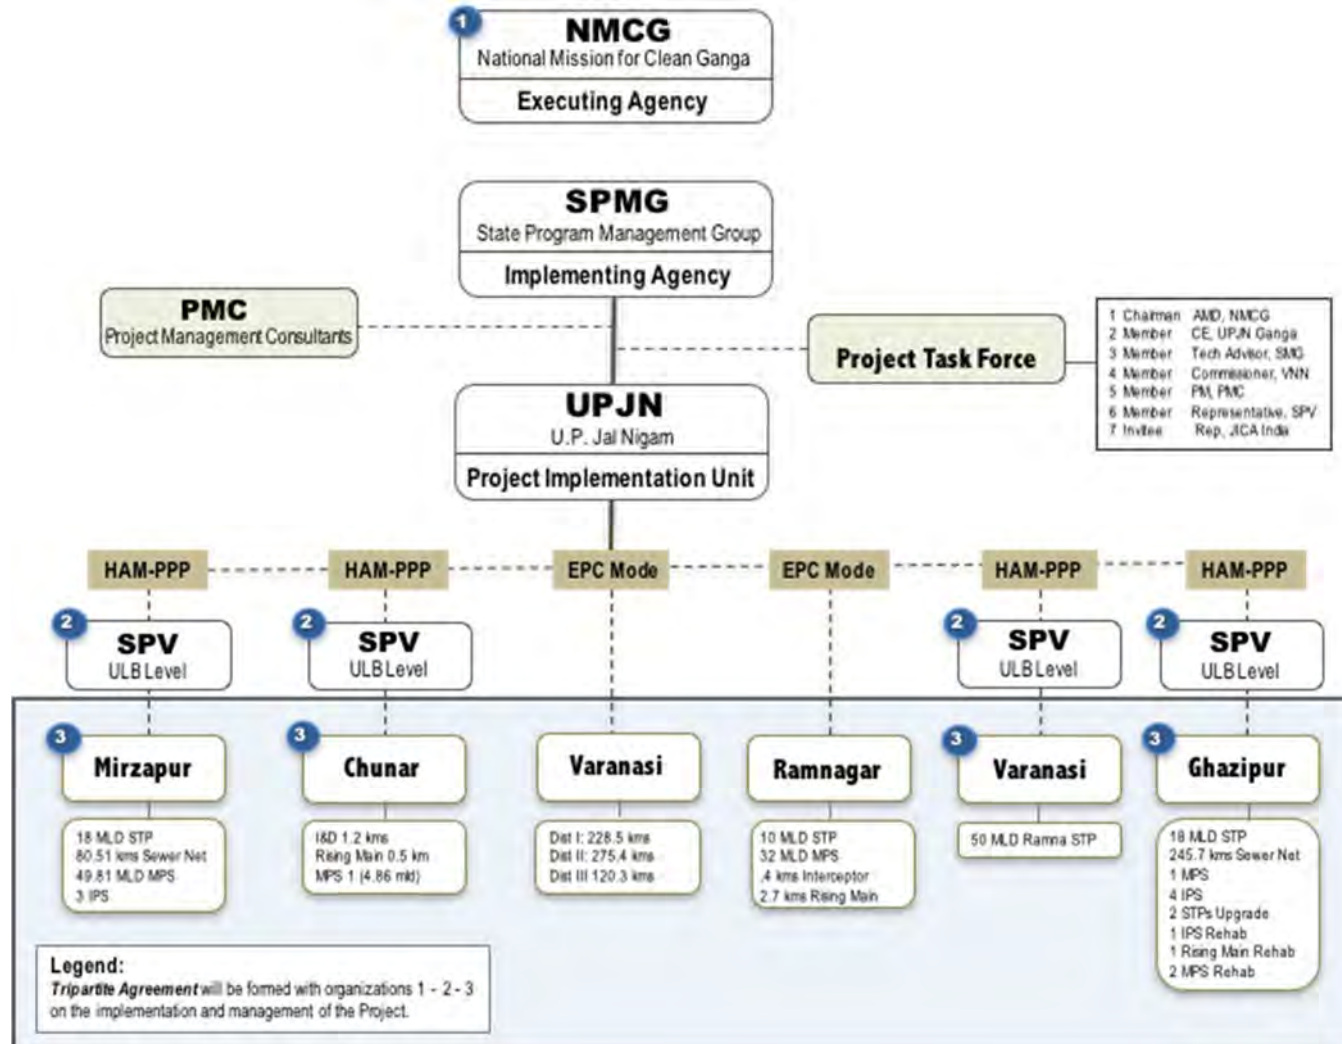 1
NMCG
National Mission for Clean Ganga
Executing Agency
SPMG
State Program Management Group
Implementing Agency
PMC
Project Management Consultants
Project Task Force
1 Chairman AMD, NMCG
2 Member CE, UPJN Ganga
3 Member Tech Advisor, SMG
4 Member Commissioner, VNN
5 Member PM, PMC
6 Member Representative, SPV
7 Invitee Rep, JICA India
UPJN
U.P. Jal Nigam
Project Implementation Unit
HAM-PPP
HAM-PPP
EPC Mode
EPC Mode
HAM-PPP
HAM-PPP
2
SPV
ULB Level
2
SPV
ULB Level
2
SPV
ULB Level
2
SPV
ULB Level
3
Mirzapur
18 MLD STP
80.51 kms Sewer Net
49.81 MLD MPS
3 IPS
3
Chunar
I&D 1.2 kms
Rising Main 0.5 km
MPS 1 (4.86 mld)
Varanasi
Dist I: 228.5 kms
Dist II: 275.4 kms
Dist III 120.3 kms
Ramnagar
10 MLD STP
32 MLD MPS
.4 kms Interceptor
2.7 kms Rising Main
3
Varanasi
50 MLD Ramna STP
3
Ghazipur
18 MLD STP
245.7 kms Sewer Net
1 MPS
4 IPS
2 STPs Upgrade
1 IPS Rehab
1 Rising Main Rehab
2 MPS Rehab
Legend:
Tripartite Agreement will be formed with organizations 1 - 2 - 3
on the implementation and management of the Project.